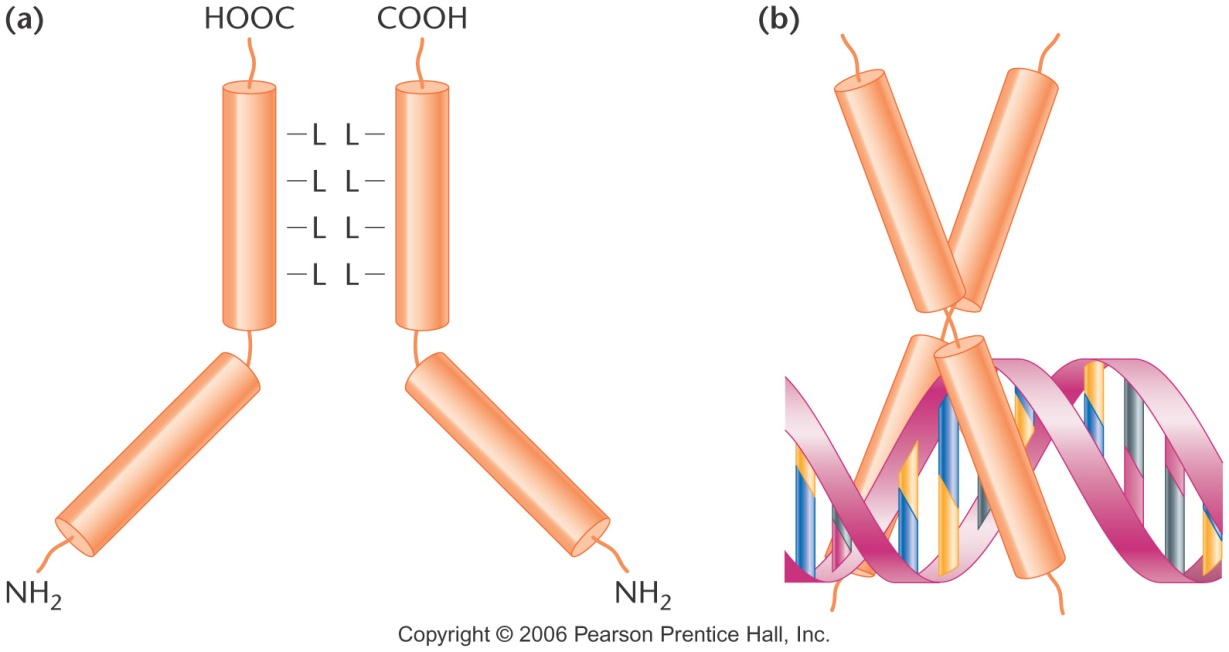 (a) HOOC COOH (b)
L L
L L
L L
L L
NH2 NH2
Copyright © 2006 Pearson Prentice Hall, Inc.